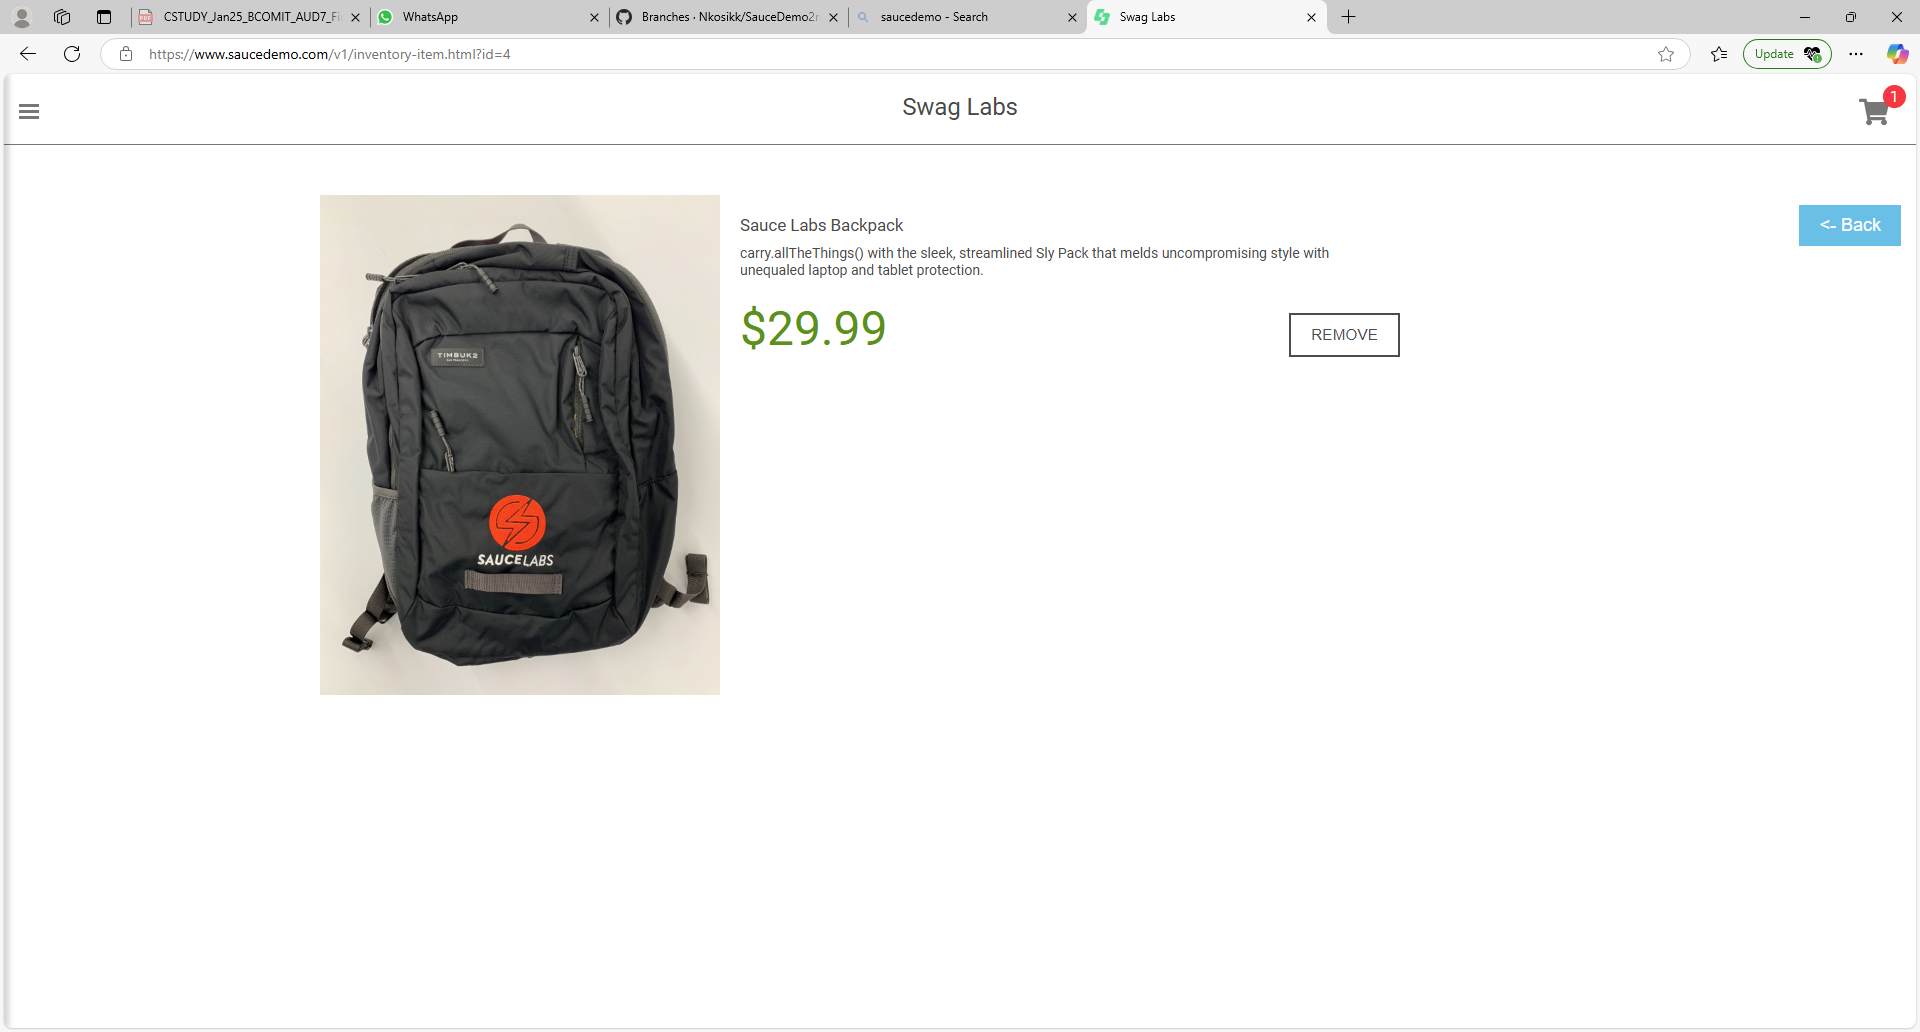 CSTUDY_Jan25_BCOMIT_AUD7_Fi
WhatsApp
Branches · Nkosikk/SauceDemo2
saucedemo - Search
Swag Labs
https://www.saucedemo.com/v1/inventory-item.html?id=4
Update
Swag Labs
1
Sauce Labs Backpack
<- Back
carry.allTheThings() with the sleek, streamlined Sly Pack that melds uncompromising style with
unequaled laptop and tablet protection.
$29.99
REMOVE
TIMBUK2
SAUCELABS